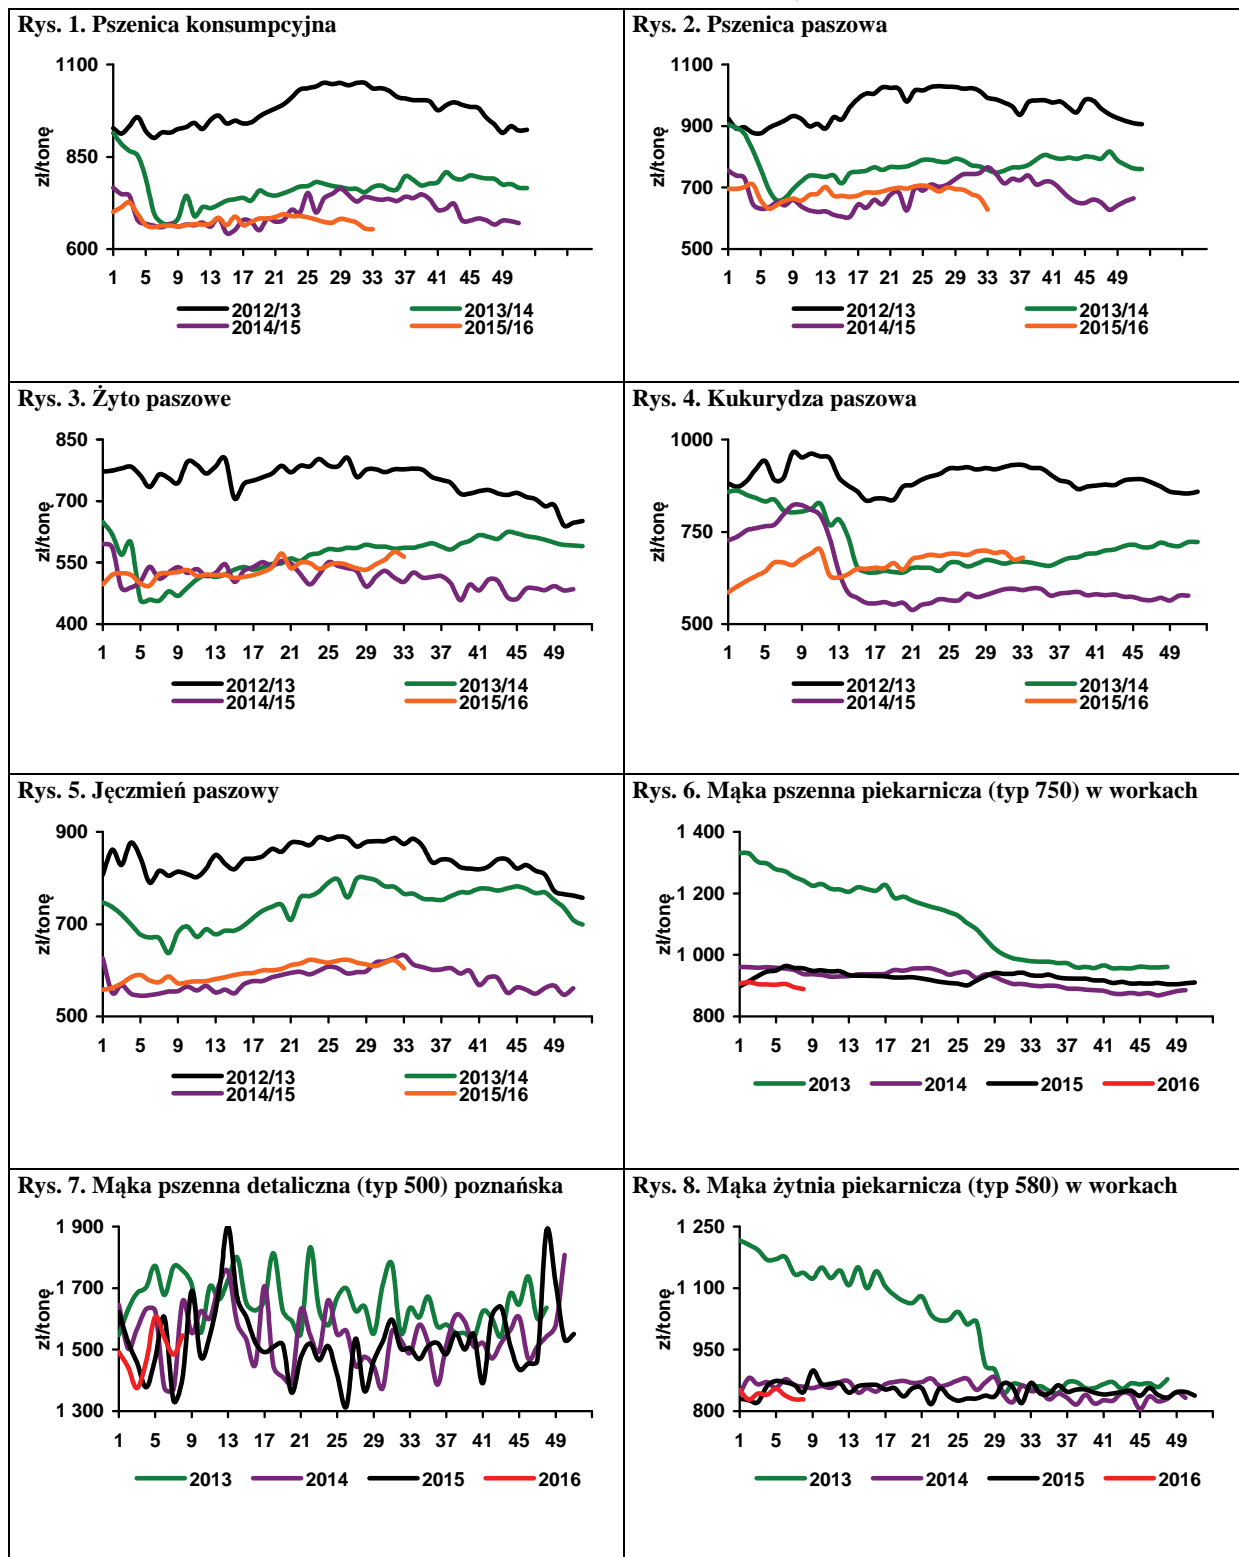 Rys. 1. Pszenica konsumpcyjna
zł/tonę
1100
850
600
1 5 9 13 17 21 25 29 33 37 41 45 49
2012/13 2013/14
2014/15 2015/16
Rys. 2. Pszenica paszowa
zł/tonę
1100
900
700
500
1 5 9 13 17 21 25 29 33 37 41 45 49
2012/13 2013/14
2014/15 2015/16
Rys. 3. Żyto paszowe
zł/tonę
850
700
550
400
1 5 9 13 17 21 25 29 33 37 41 45 49
2012/13 2013/14
2014/15 2015/16
Rys. 4. Kukurydza paszowa
zł/tonę
1000
750
500
1 5 9 13 17 21 25 29 33 37 41 45 49
2012/13 2013/14
2014/15 2015/16
Rys. 5. Jęczmień paszowy
zł/tonę
900
700
500
1 5 9 13 17 21 25 29 33 37 41 45 49
2012/13 2013/14
2014/15 2015/16
Rys. 6. Mąka pszenna piekarnicza (typ 750) w workach
zł/tonę
1 400
1 200
1 000
800
1 5 9 13 17 21 25 29 33 37 41 45 49
2013 2014 2015 2016
Rys. 7. Mąka pszenna detaliczna (typ 500) poznańska
zł/tonę
1 900
1 700
1 500
1 300
1 5 9 13 17 21 25 29 33 37 41 45 49
2013 2014 2015 2016
Rys. 8. Mąka żytnia piekarnicza (typ 580) w workach
zł/tonę
1 250
1 100
950
800
1 5 9 13 17 21 25 29 33 37 41 45 49
2013 2014 2015 2016